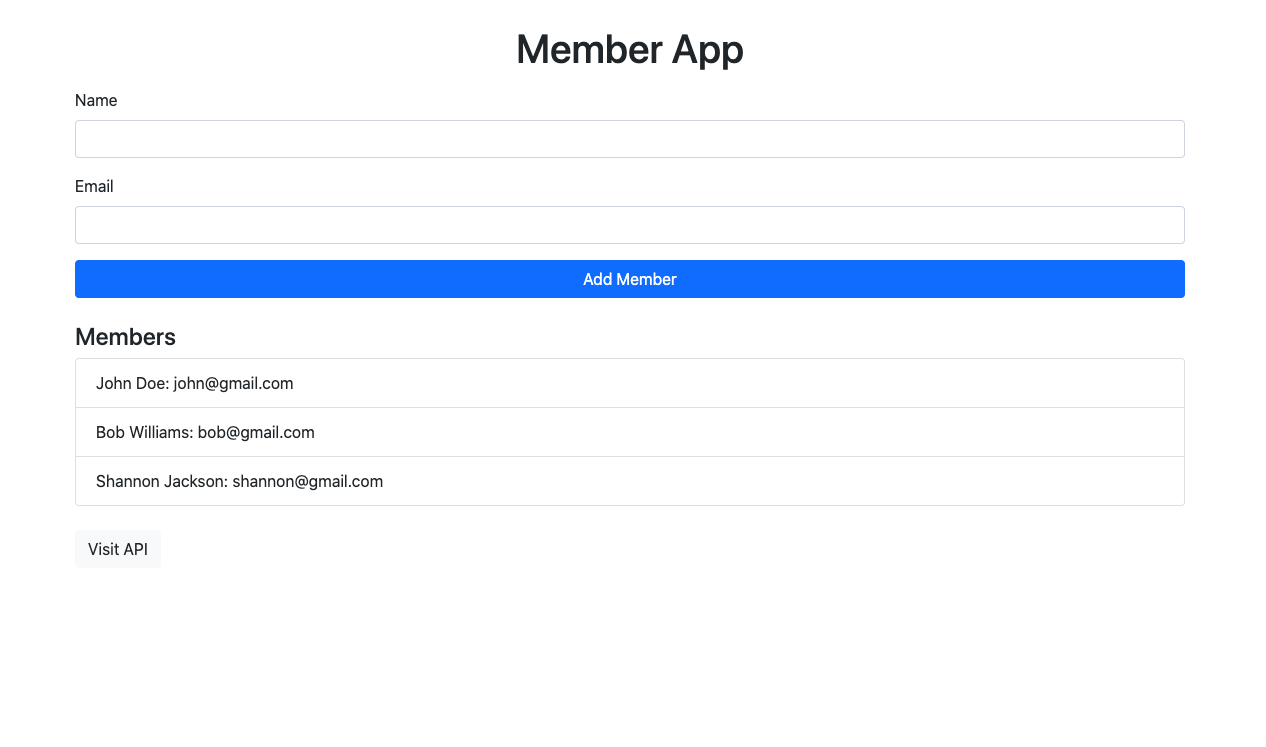 Member App
Name
Email
Add Member
Members
John Doe: john@gmail.com
Bob Williams: bob@gmail.com
Shannon Jackson: shannon@gmail.com
Visit API